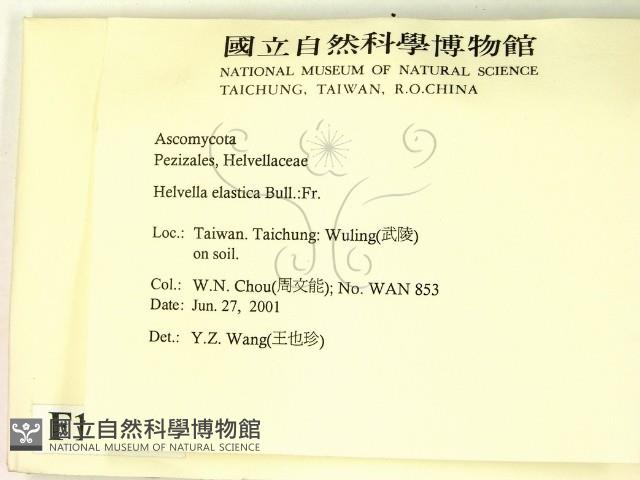 國立自然科學博物館
NATIONAL MUSEUM OF NATURAL SCIENCE
TAICHUNG, TAIWAN, R.O.CHINA
Ascomycota
Pezizales, Helvellaceae
Helvella elastica Bull.:Fr.
Loc.: Taiwan. Taichung: Wuling(武陵)
on soil.
Col.: W.N. Chou(周文能); No. WAN 853
Date: Jun. 27, 2001
Det.: Y.Z. Wang(王也珍)
F1
國立自然科學博物館
NATIONAL MUSEUM OF NATURAL SCIENCE